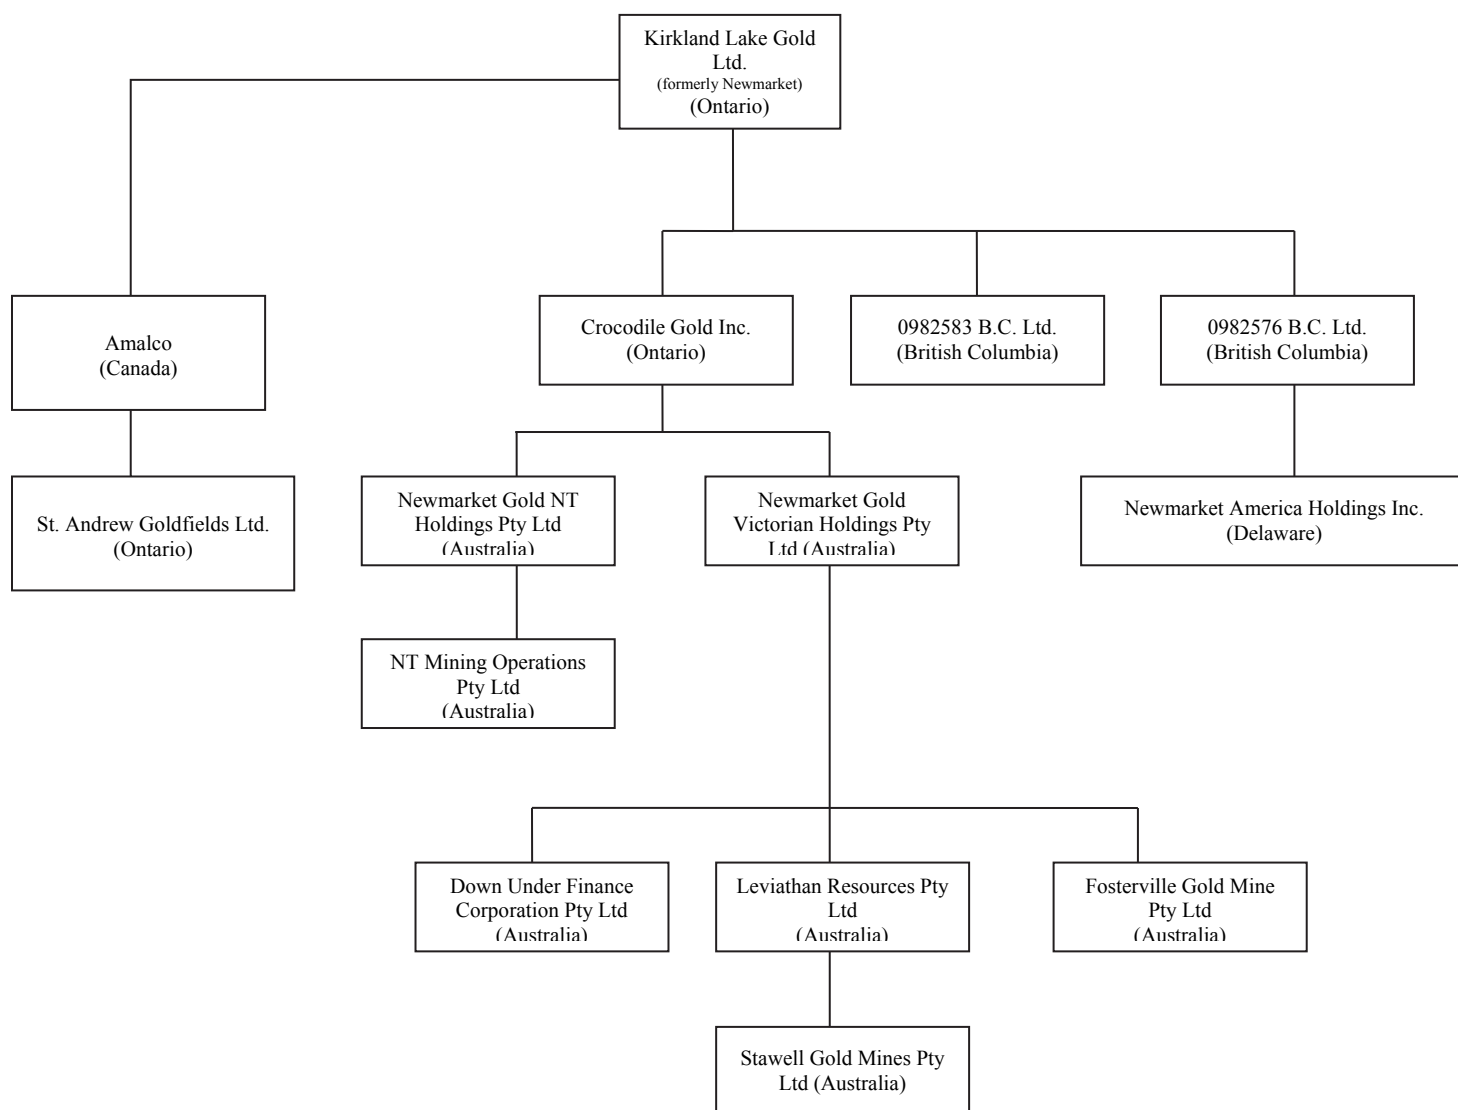 Kirkland Lake Gold
Ltd.
(formerly Newmarket)
(Ontario)
Amalco
(Canada)
Crocodile Gold Inc.
(Ontario)
0982583 B.C. Ltd.
(British Columbia)
0982576 B.C. Ltd.
(British Columbia)
St. Andrew Goldfields Ltd.
(Ontario)
Newmarket Gold NT
Holdings Pty Ltd
(Australia)
Newmarket Gold
Victorian Holdings Pty
Ltd (Australia)
Newmarket America Holdings Inc.
(Delaware)
NT Mining Operations
Pty Ltd
(Australia)
Down Under Finance
Corporation Pty Ltd
(Australia)
Leviathan Resources Pty
Ltd
(Australia)
Fosterville Gold Mine
Pty Ltd
(Australia)
Stawell Gold Mines Pty
Ltd (Australia)